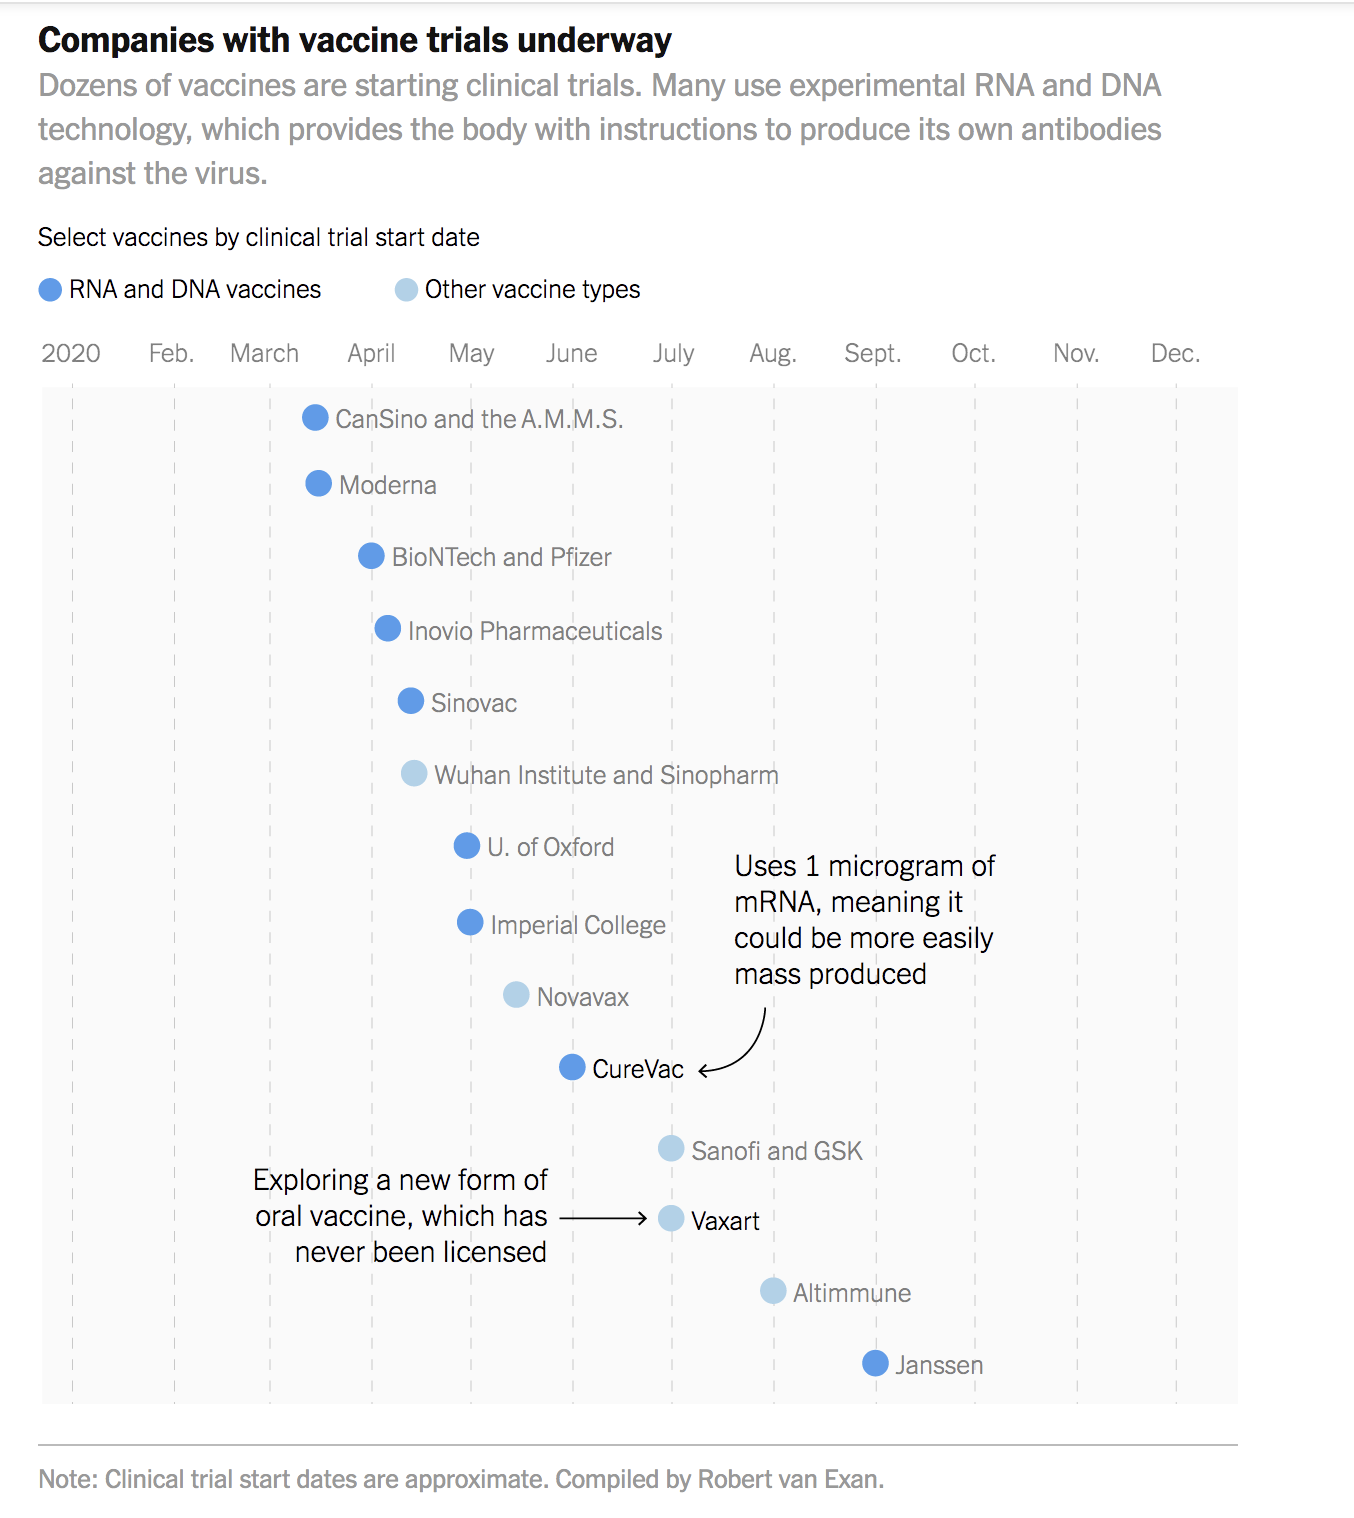 Companies with vaccine trials underway
Dozens of vaccines are starting clinical trials. Many use experimental RNA and DNA
technology, which provides the body with instructions to produce its own antibodies
against the virus.
Select vaccines by clinical trial start date
RNA and DNA vaccines
Other vaccine types
2020 Feb. March April May June July Aug. Sept. Oct. Nov. Dec.
CanSino and the A.M.M.S.
Moderna
BioNTech and Pfizer
Inovio Pharmaceuticals
Sinovac
Wuhan Institute and Sinopharm
U. of Oxford
Uses 1 microgram of
mRNA, meaning it
could be more easily
mass produced
Imperial College
Novavax
CureVac
Sanofi and GSK
Exploring a new form of
oral vaccine, which has
never been licensed
Vaxart
Altimmune
Janssen
Note: Clinical trial start dates are approximate. Compiled by Robert van Exan.